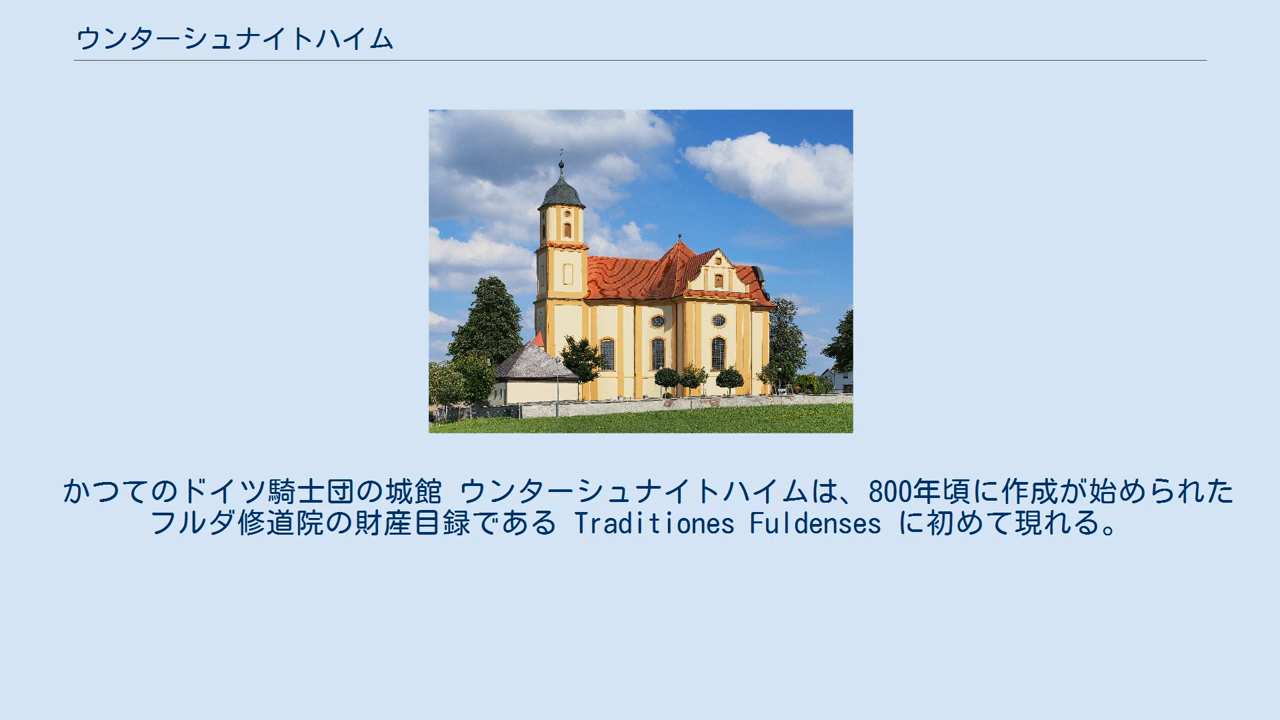 ウンターシュナイトハイム
かつてのドイツ騎士団の城館 ウンターシュナイトハイムは、800年頃に作成が始められた
フルダ修道院の財産目録である Traditiones Fuldenses に初めて現れる。